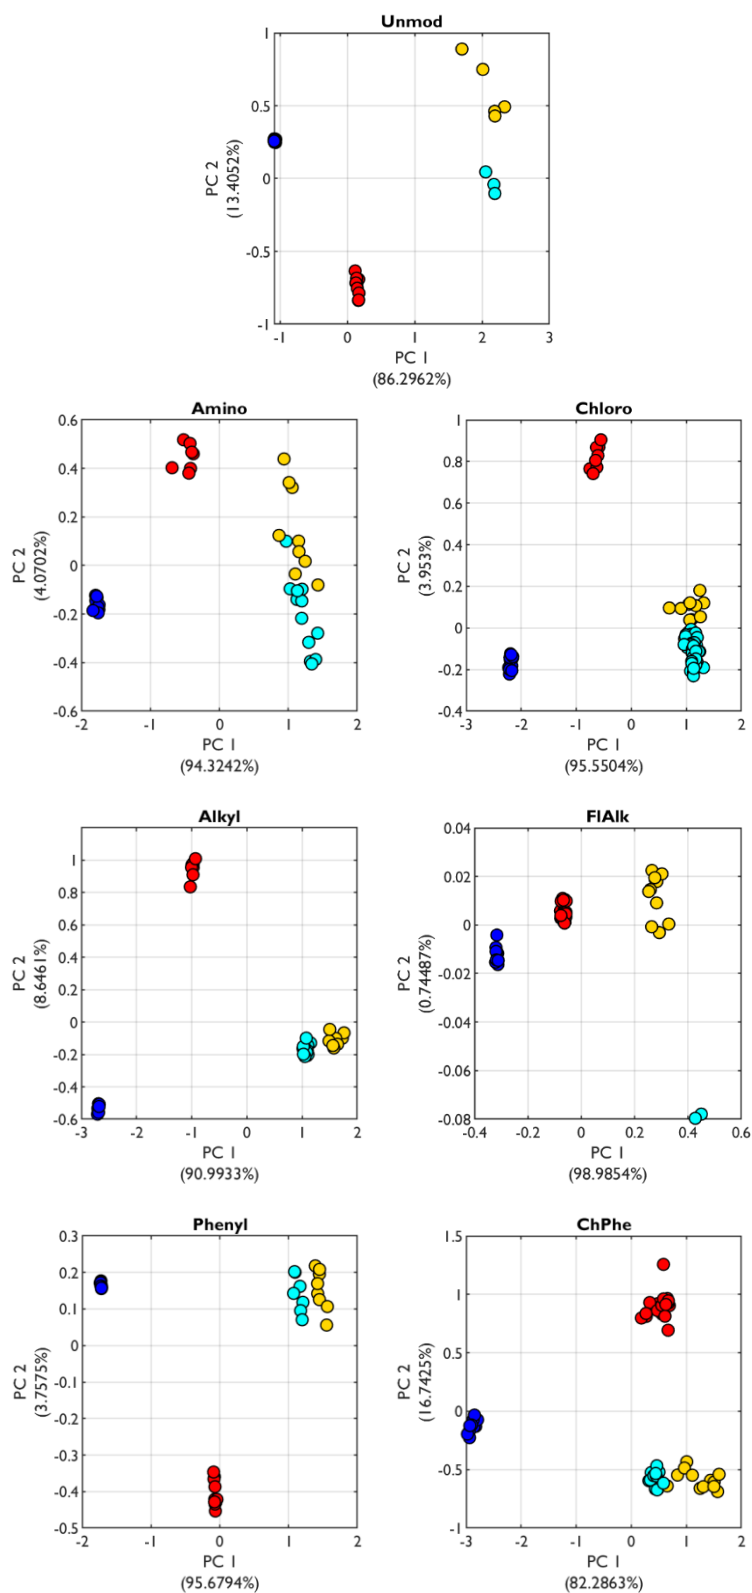 Unmod
1
0.5
0
-0.5
-1
PC 2
(13.4052%)
-1 0 1 2 3
PC 1
(86.2962%)
Amino
0.6
0.4
0.2
0
-0.2
-0.4
-0.6
PC 2
(4.0702%)
-2 -1 0 1 2
PC 1
(94.3242%)
Chloro
1
0.8
0.6
0.4
0.2
0
-0.2
-0.4
PC 2
(3.953%)
-3 -2 -1 0 1 2
PC 1
(95.5504%)
Alkyl
1
0.8
0.6
0.4
0.2
0
-0.2
-0.4
-0.6
PC 2
(8.6461%)
-3 -2 -1 0 1 2
PC 1
(90.9933%)
FlAlk
0.04
0.02
0
-0.02
-0.04
-0.06
-0.08
PC 2
(0.74487%)
-0.4 -0.2 0 0.2 0.4 0.6
PC 1
(98.9854%)
Phenyl
0.3
0.2
0.1
0
-0.1
-0.2
-0.3
-0.4
-0.5
PC 2
(3.7575%)
-2 -1 0 1 2
PC 1
(95.6794%)
ChPhe
1.5
1
0.5
0
-0.5
-1
PC 2
(16.7425%)
-3 -2 -1 0 1 2
PC 1
(82.2863%)